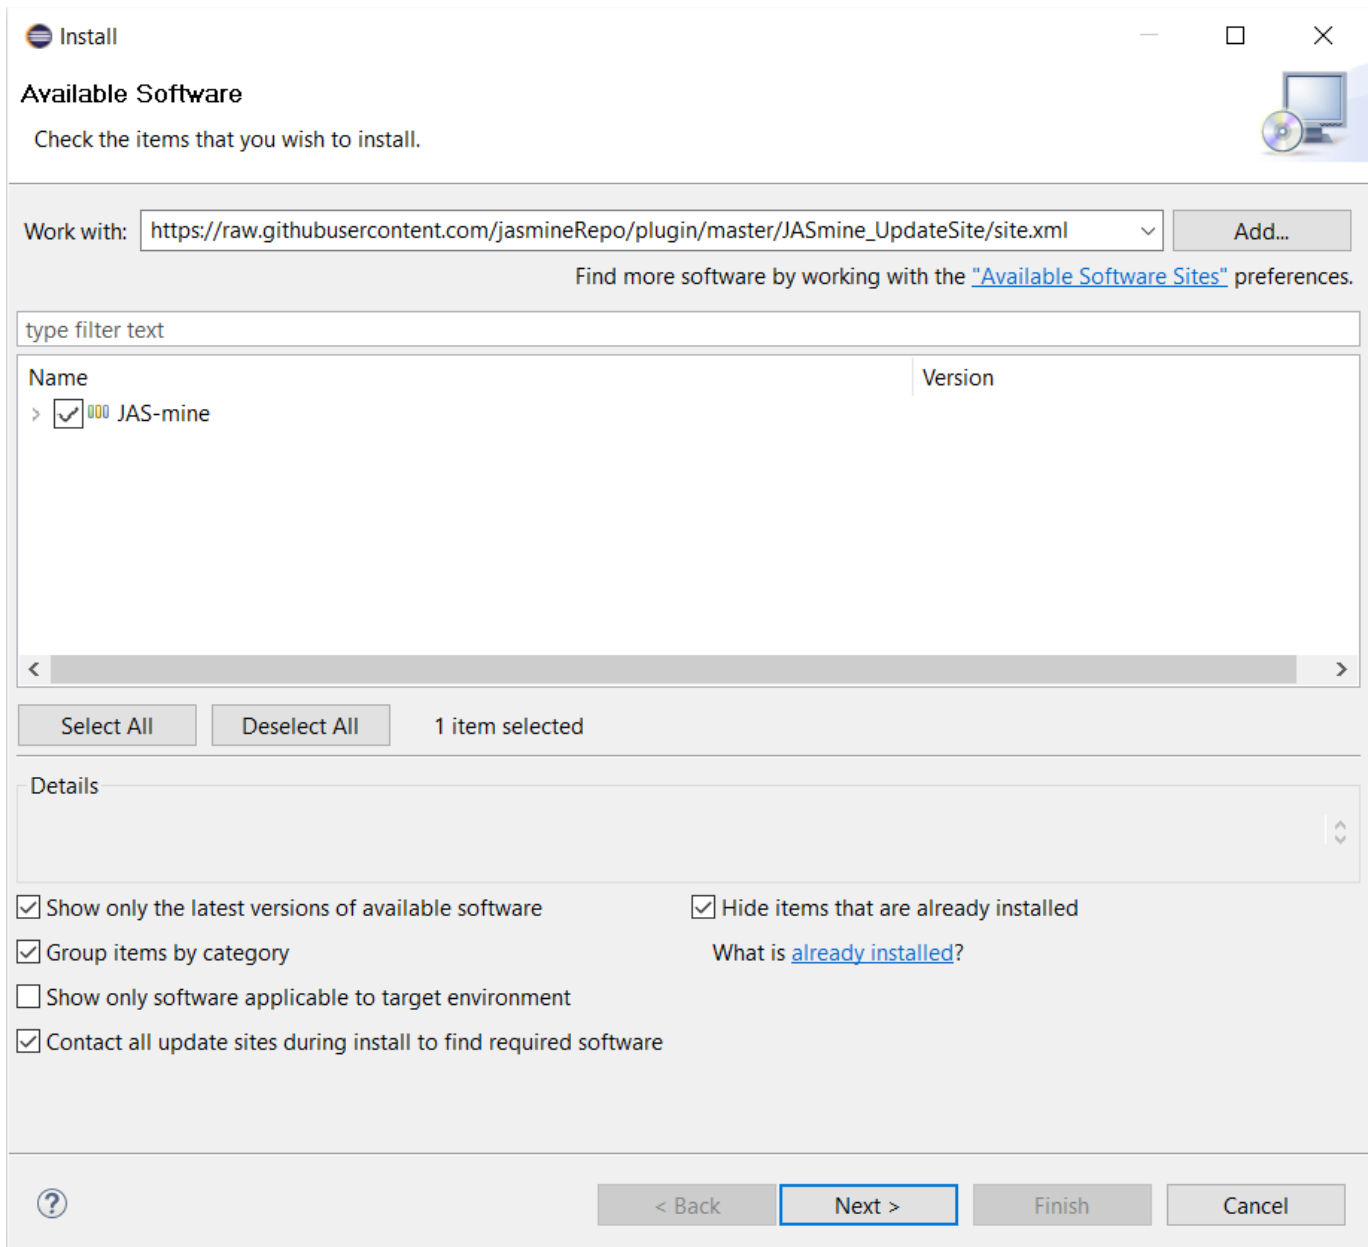 Install
Available Software
Check the items that you wish to install.
Work with: https://raw.githubusercontent.com/jasmineRepo/plugin/master/JASmine_UpdateSite/site.xml Add...
Find more software by working with the "Available Software Sites" preferences.
type filter text
Name Version
JAS-mine
Select All Deselect All 1 item selected
Details
Show only the latest versions of available software Hide items that are already installed
Group items by category What is already installed?
Show only software applicable to target environment
Contact all update sites during install to find required software
? < Back Next > Finish Cancel